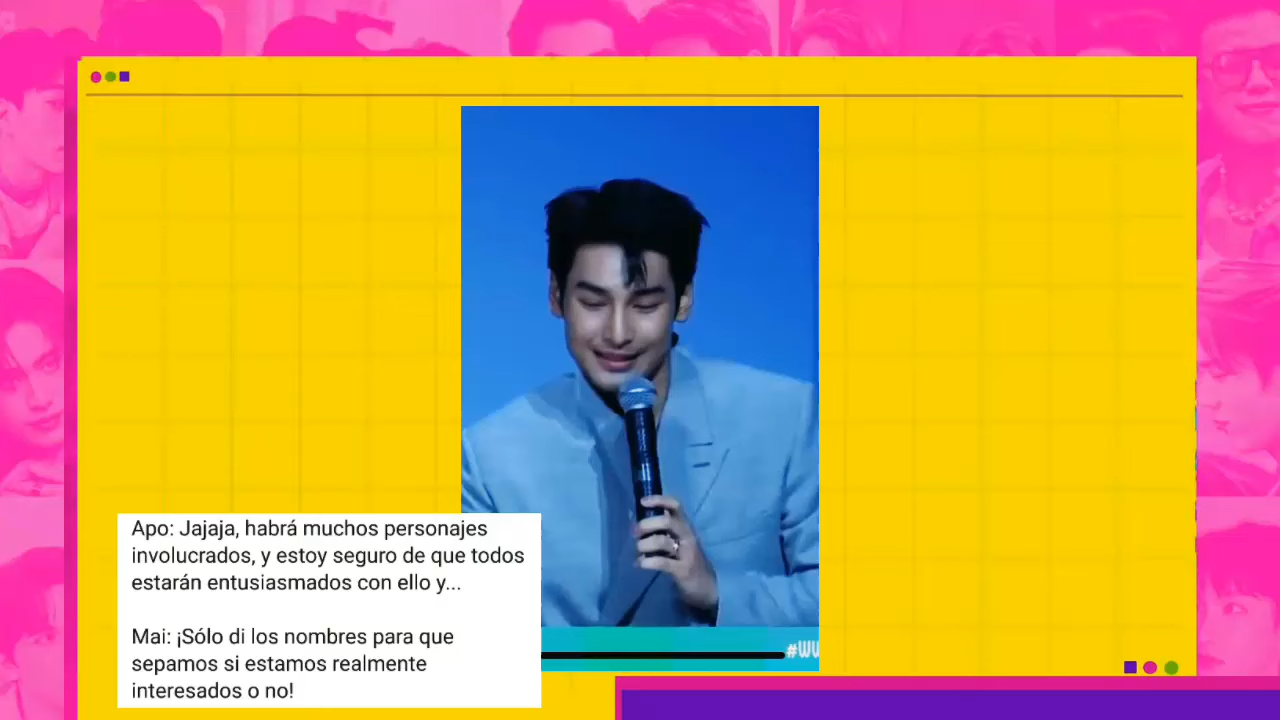 Apo: Jajaja, habrá muchos personajes
involucrados, y estoy seguro de que todos
estarán entusiasmados con ello y...
Mai: ¡Sólo di los nombres para que
sepamos si estamos realmente
interesados o no!